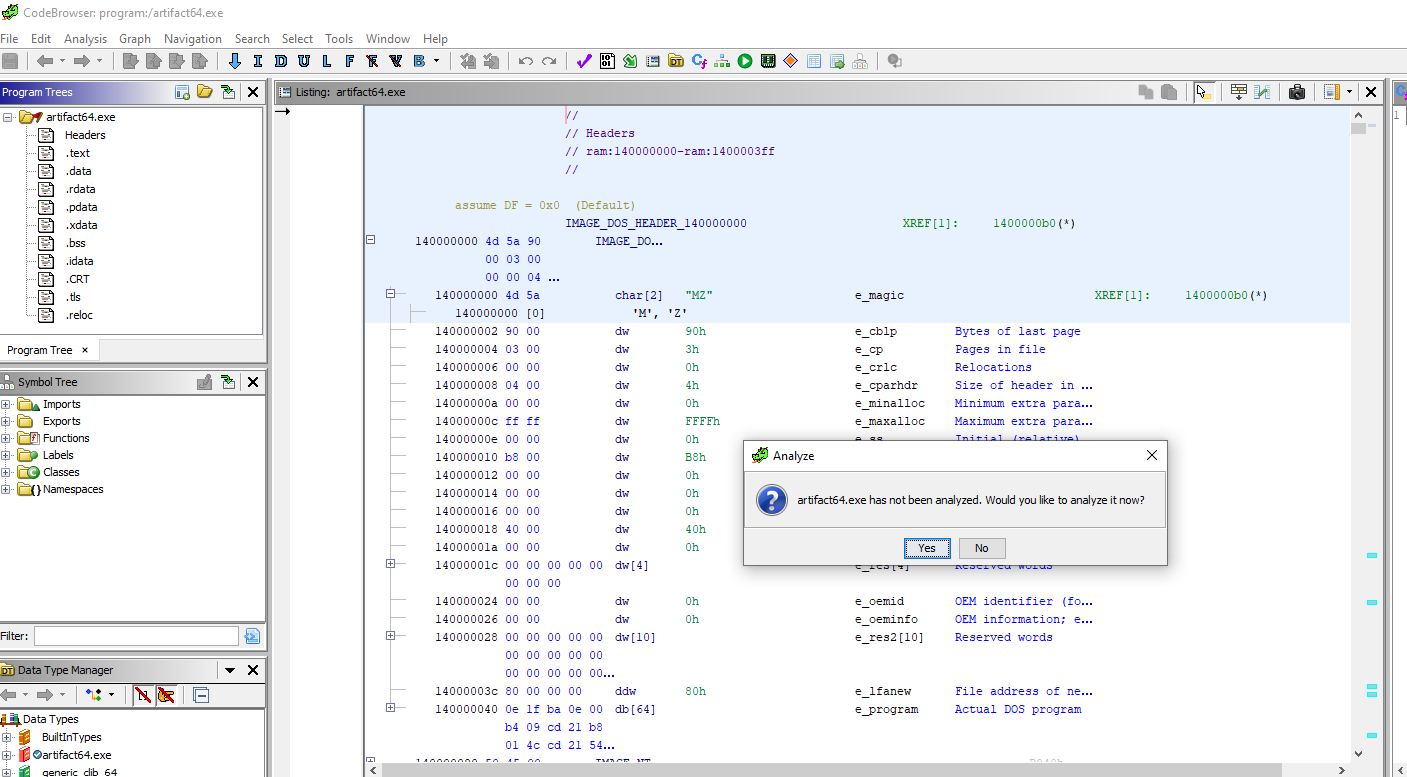 CodeBrowser: program:/artifact64.exe
File Edit Analysis Graph Navigation Search Select Tools Window Help
I D U L F B
Program Trees
artifact64.exe
Headers
.text
.data
.rdata
.pdata
.xdata
.bss
.idata
.CRT
.tls
.reloc
Program Tree ×
Symbol Tree
Imports
Exports
Functions
Labels
Classes
Namespaces
Filter:
Data Type Manager
Data Types
BuiltInTypes
artifact64.exe
generic_clib_64
Listing: artifact64.exe
//
// Headers
// ram:140000000-ram:1400003ff
//
assume DF = 0x0 (Default)
IMAGE_DOS_HEADER_140000000 XREF[1]: 1400000b0(*)
140000000 4d 5a 90 IMAGE_DO...
00 03 00
00 00 04 ...
140000000 4d 5a char[2] "MZ" e_magic XREF[1]: 1400000b0(*)
140000000 [0] 'M', 'Z'
140000002 90 00 dw 90h e_cblp Bytes of last page
140000004 03 00 dw 3h e_cp Pages in file
140000006 00 00 dw 0h e_crlc Relocations
140000008 04 00 dw 4h e_cparhdr Size of header in ...
14000000a 00 00 dw 0h e_minalloc Minimum extra para...
14000000c ff ff dw FFFFh e_maxalloc Maximum extra para...
14000000e 00 00 dw 0h e_ss Initial (relative)
140000010 b8 00 dw B8h
140000012 00 00 dw 0h
140000014 00 00 dw 0h
140000016 00 00 dw 0h
140000018 40 00 dw 40h
14000001a 00 00 dw 0h
14000001c 00 00 00 00 00 dw[4] e_res[4] Reserved words
00 00 00
140000024 00 00 dw 0h e_oemid OEM identifier (fo...
140000026 00 00 dw 0h e_oeminfo OEM information; e...
140000028 00 00 00 00 00 dw[10] e_res2[10] Reserved words
00 00 00 00 00
00 00 00 00 00...
14000003c 80 00 00 00 ddw 80h e_lfanew File address of ne...
140000040 0e 1f ba 0e 00 db[64] e_program Actual DOS program
b4 09 cd 21 b8
01 4c cd 21 54...
140000080 50 45 00 IMAGE_NT
Analyze
artifact64.exe has not been analyzed. Would you like to analyze it now?
Yes No
1